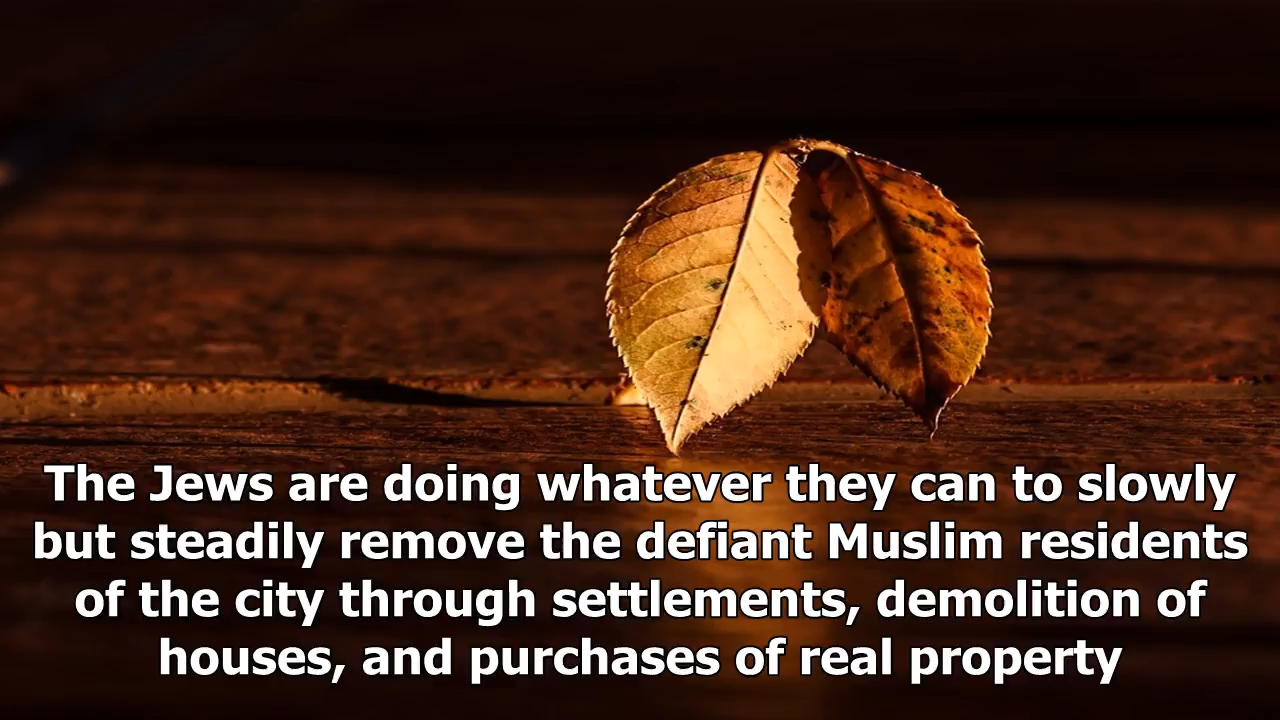 The Jews are doing whatever they can to slowly
but steadily remove the defiant Muslim residents
of the city through settlements, demolition of
houses, and purchases of real property